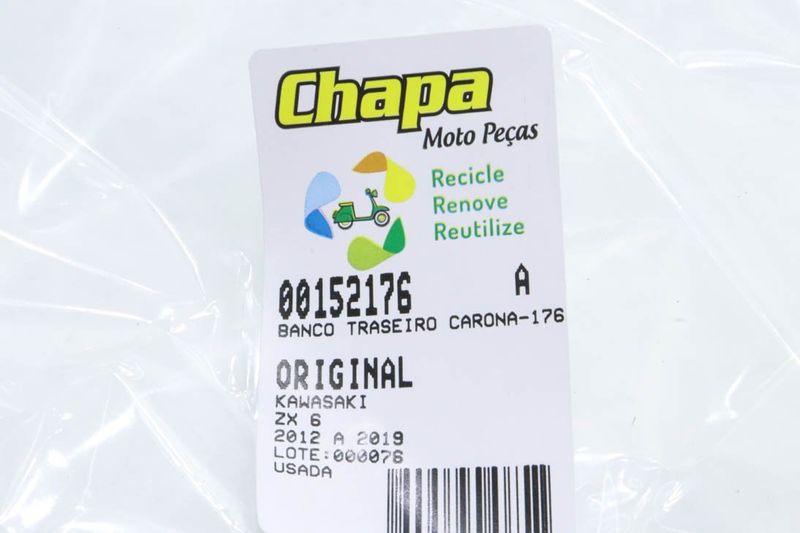 Chapa
Moto Peças
Recicle
Renove
Reutilize
00152176 A
BANCO TRASEIRO CARONA-176
ORIGINAL
KAWASAKI
ZX 6
2012 A 2019
LOTE:000076
USADA